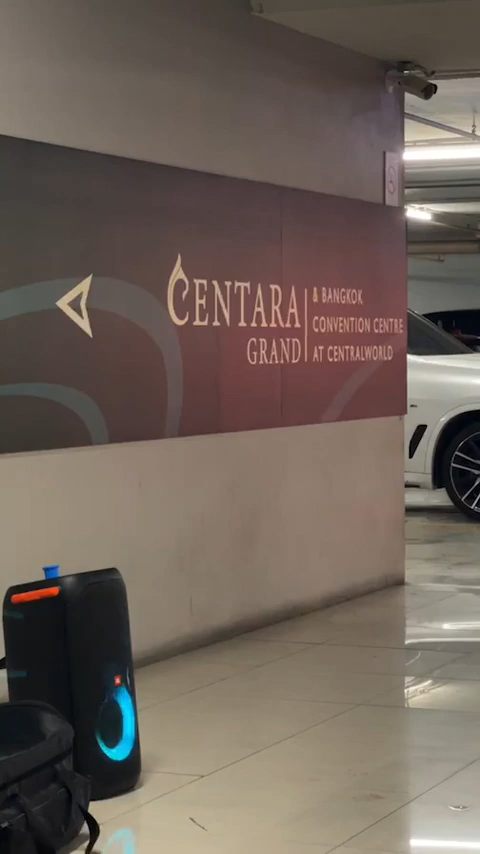 CENTARA
GRAND
& BANGKOK
CONVENTION CENTRE
AT CENTRALWORLD